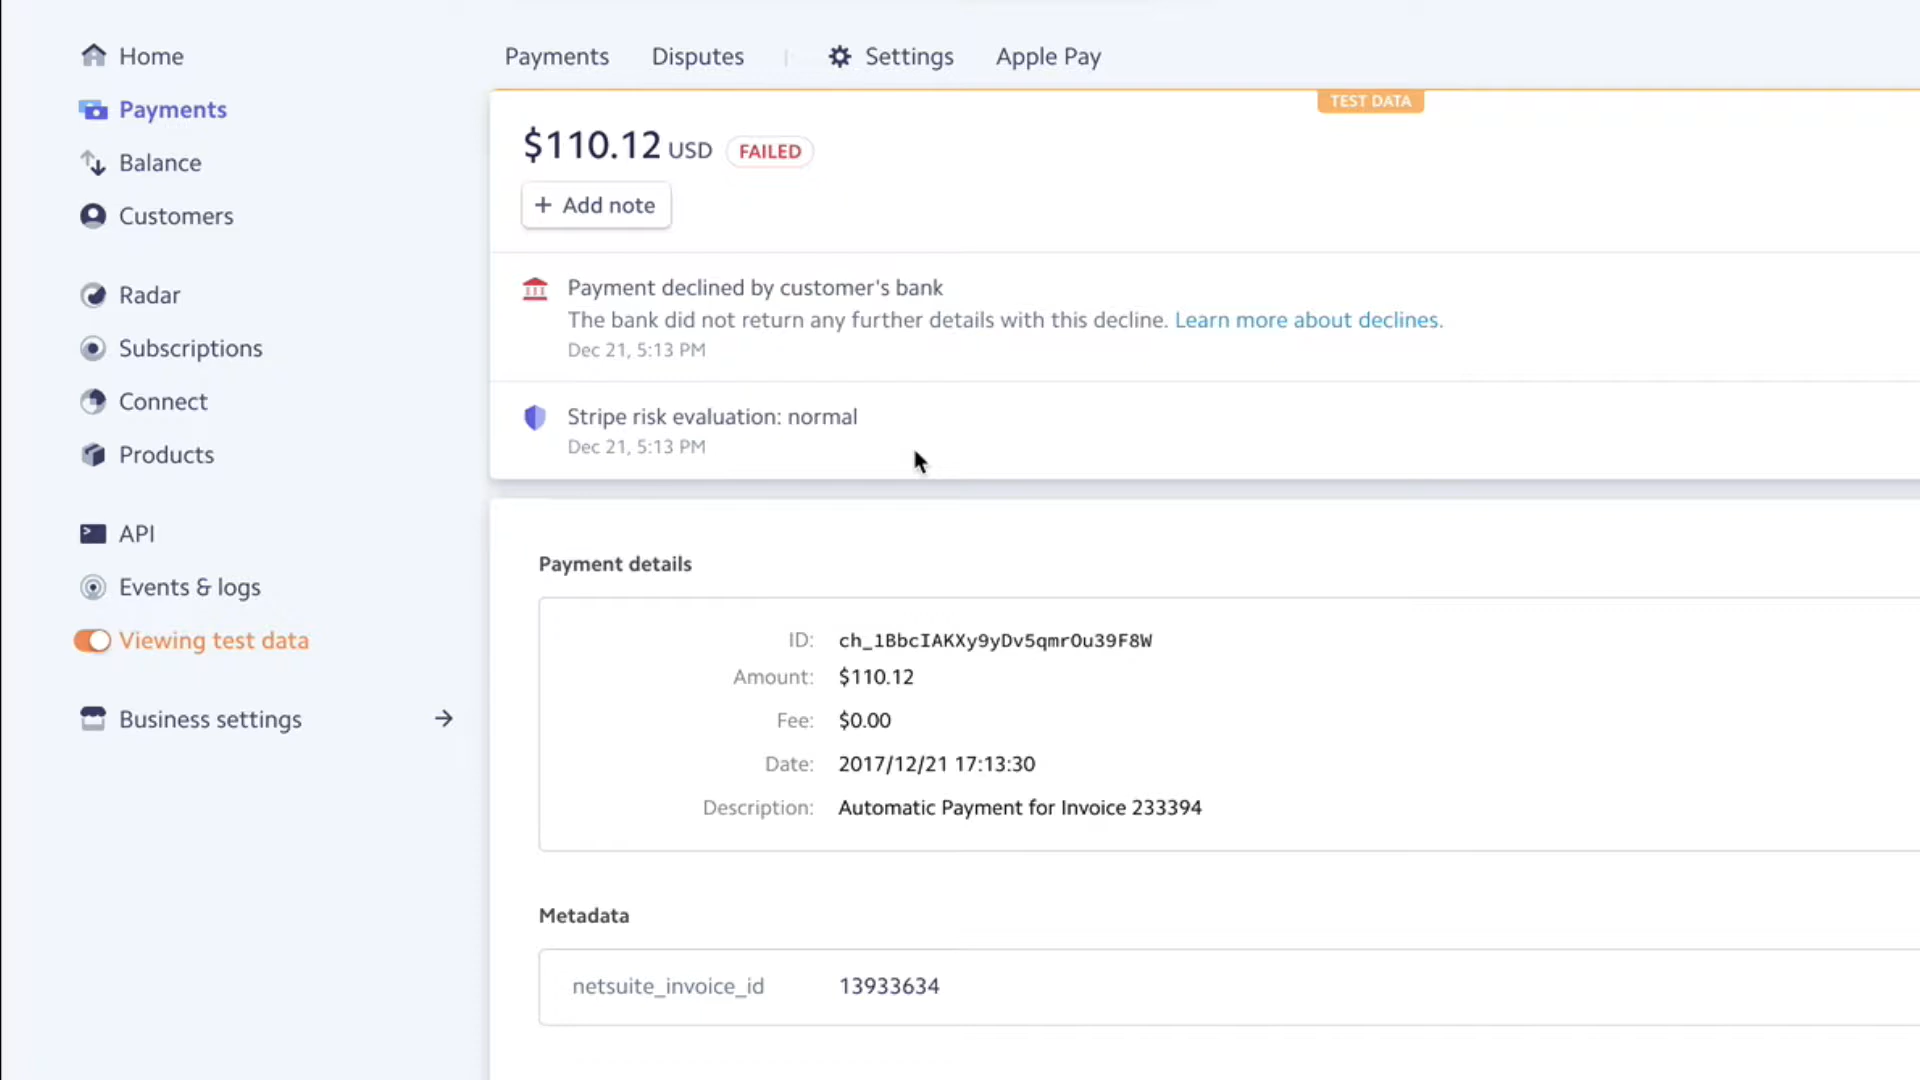 Home
Payments
Balance
Customers
Radar
Subscriptions
Connect
Products
>_ API
Events & logs
Viewing test data
Business settings →
Payments Disputes Settings Apple Pay
TEST DATA
$110.12 USD FAILED
+ Add note
Payment declined by customer's bank
The bank did not return any further details with this decline. Learn more about declines.
Dec 21, 5:13 PM
Stripe risk evaluation: normal
Dec 21, 5:13 PM
Payment details
ID: ch_1BbcIAKXy9yDv5qmrOu39F8W
Amount: $110.12
Fee: $0.00
Date: 2017/12/21 17:13:30
Description: Automatic Payment for Invoice 233394
Metadata
netsuite_invoice_id 13933634